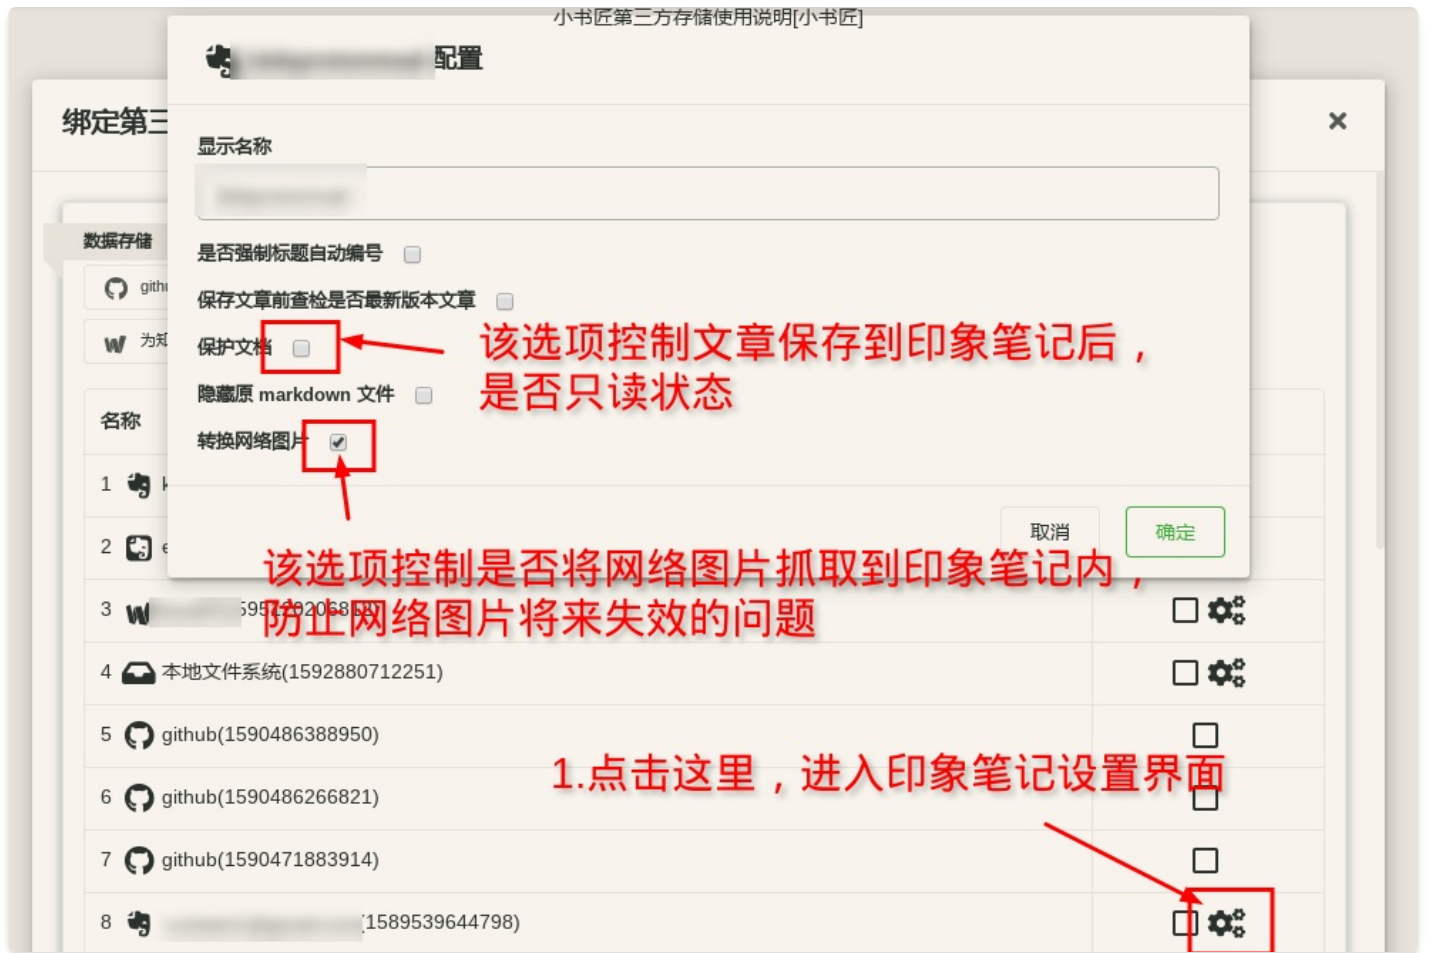 小书匠第三方存储使用说明[小书匠]
配置
绑定第三
显示名称
数据存储
是否强制标题自动编号
保存文章前查检是否最新版本文章
保护文档
该选项控制文章保存到印象笔记后，
是否只读状态
隐藏原 markdown 文件
为知
名称
转换网络图片
1
取消
确定
2
该选项控制是否将网络图片抓取到印象笔记内，
防止网络图片将来失效的问题
3
4 本地文件系统(1592880712251)
5 github(1590486388950)
1.点击这里，进入印象笔记设置界面
6 github(1590486266821)
7 github(1590471883914)
8 (1589539644798)